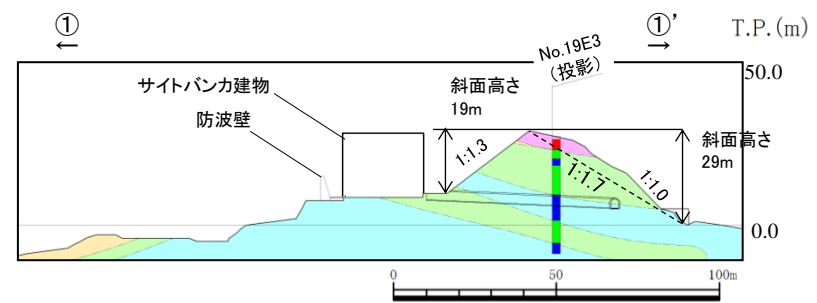 ①
←
①’
→
T.P.(m)
No.19E3
(投影)
50.0
サイトバンカ建物
斜面高さ
19m
防波壁
斜面高さ
29m
1:1.3
1:1.7
1:1.0
0.0
0
50
100m